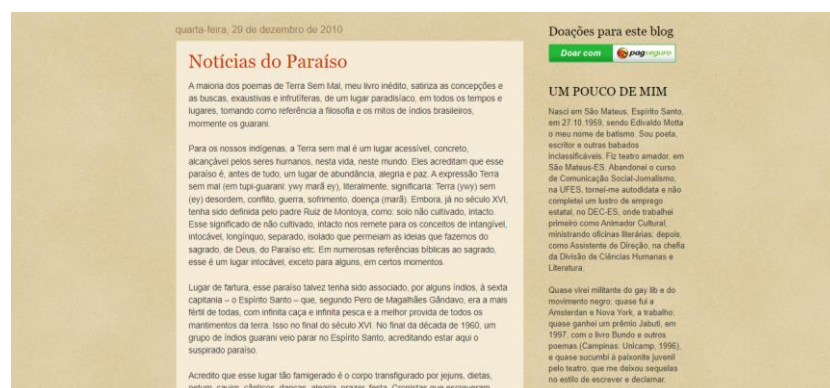 quarta-feira, 29 de dezembro de 2010
Notícias do Paraíso
A maioria dos poemas de Terra Sem Mal, meu livro inédito, satiriza as concepções e
as buscas, exaustivas e infrutíferas, de um lugar paradisíaco, em todos os tempos e
lugares, tomando como referência a filosofia e os mitos de índios brasileiros,
mormente os guarani.
Para os nossos indígenas, a Terra sem mal é um lugar acessível, concreto,
alcançável pelos seres humanos, nesta vida, neste mundo. Eles acreditam que esse
paraíso é, antes de tudo, um lugar de abundância, alegria e paz. A expressão Terra
sem mal (em tupi-guarani: ywy marã ey), literalmente, significaria: Terra (ywy) sem
(ey) desordem, conflito, guerra, sofrimento, doença (marã). Embora, já no século XVI,
tenha sido definida pelo padre Ruiz de Montoya, como: solo não cultivado, intacto.
Esse significado de não cultivado, intacto nos remete para os conceitos de intangível,
intocável, longínquo, separado, isolado que permeiam as ideias que fazemos do
sagrado, de Deus, do Paraíso etc. Em numerosas referências bíblicas ao sagrado,
esse é um lugar intocável, exceto para alguns, em certos momentos.
Lugar de fartura, esse paraíso talvez tenha sido associado, por alguns índios, à sexta
capitania – o Espírito Santo – que, segundo Pero de Magalhães Gândavo, era a mais
fértil de todas, com infinita caça e infinita pesca e a melhor provida de todos os
mantimentos da terra. Isso no final do século XVI. No final da década de 1960, um
grupo de índios guarani veio parar no Espírito Santo, acreditando estar aqui o
suspirado paraíso.
Acredito que esse lugar tão famigerado é o corpo transfigurado por jejuns, dietas,
petum, cauim, cânticos, danças, alegria, prazer, festa. Cronistas que escreveram
Doações para este blog
Doar com pagseguro
UM POUCO DE MIM
Nasci em São Mateus, Espírito Santo,
em 27.10.1959, sendo Edivaldo Motta
o meu nome de batismo. Sou poeta,
escritor e outras babados
inclassificáveis. Fiz teatro amador, em
São Mateus-ES. Abandonei o curso
de Comunicação Social-Jornalismo,
na UFES, tornei-me autodidata e não
completei um lustro de emprego
estatal, no DEC-ES, onde trabalhei
primeiro como Animador Cultural,
ministrando oficinas literárias; depois,
como Assistente de Direção, na chefia
da Divisão de Ciências Humanas e
Literatura.
Quase virei militante do gay lib e do
movimento negro; quase fui a
Amsterdan e Nova York, a trabalho;
quase ganhei um prêmio Jabuti, em
1997, com o livro Bundo e outros
poemas (Campinas: Unicamp, 1996),
e quase sucumbi à paixonite juvenil
pelo teatro, que me deixou sequelas
no estilo de escrever e declamar.